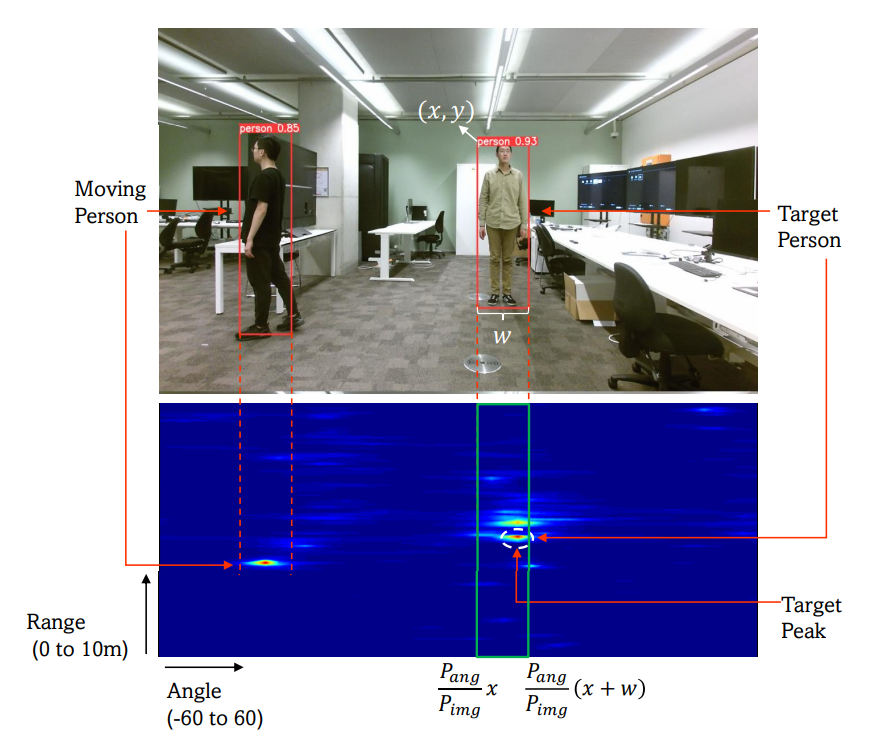 (x, y)
person 0.85
person 0.93
Moving
Person
Target
Person
w
Target
Peak
Range
(0 to 10m)
Angle
(-60 to 60)
P_ang/P_img x
P_ang/P_img (x + w)